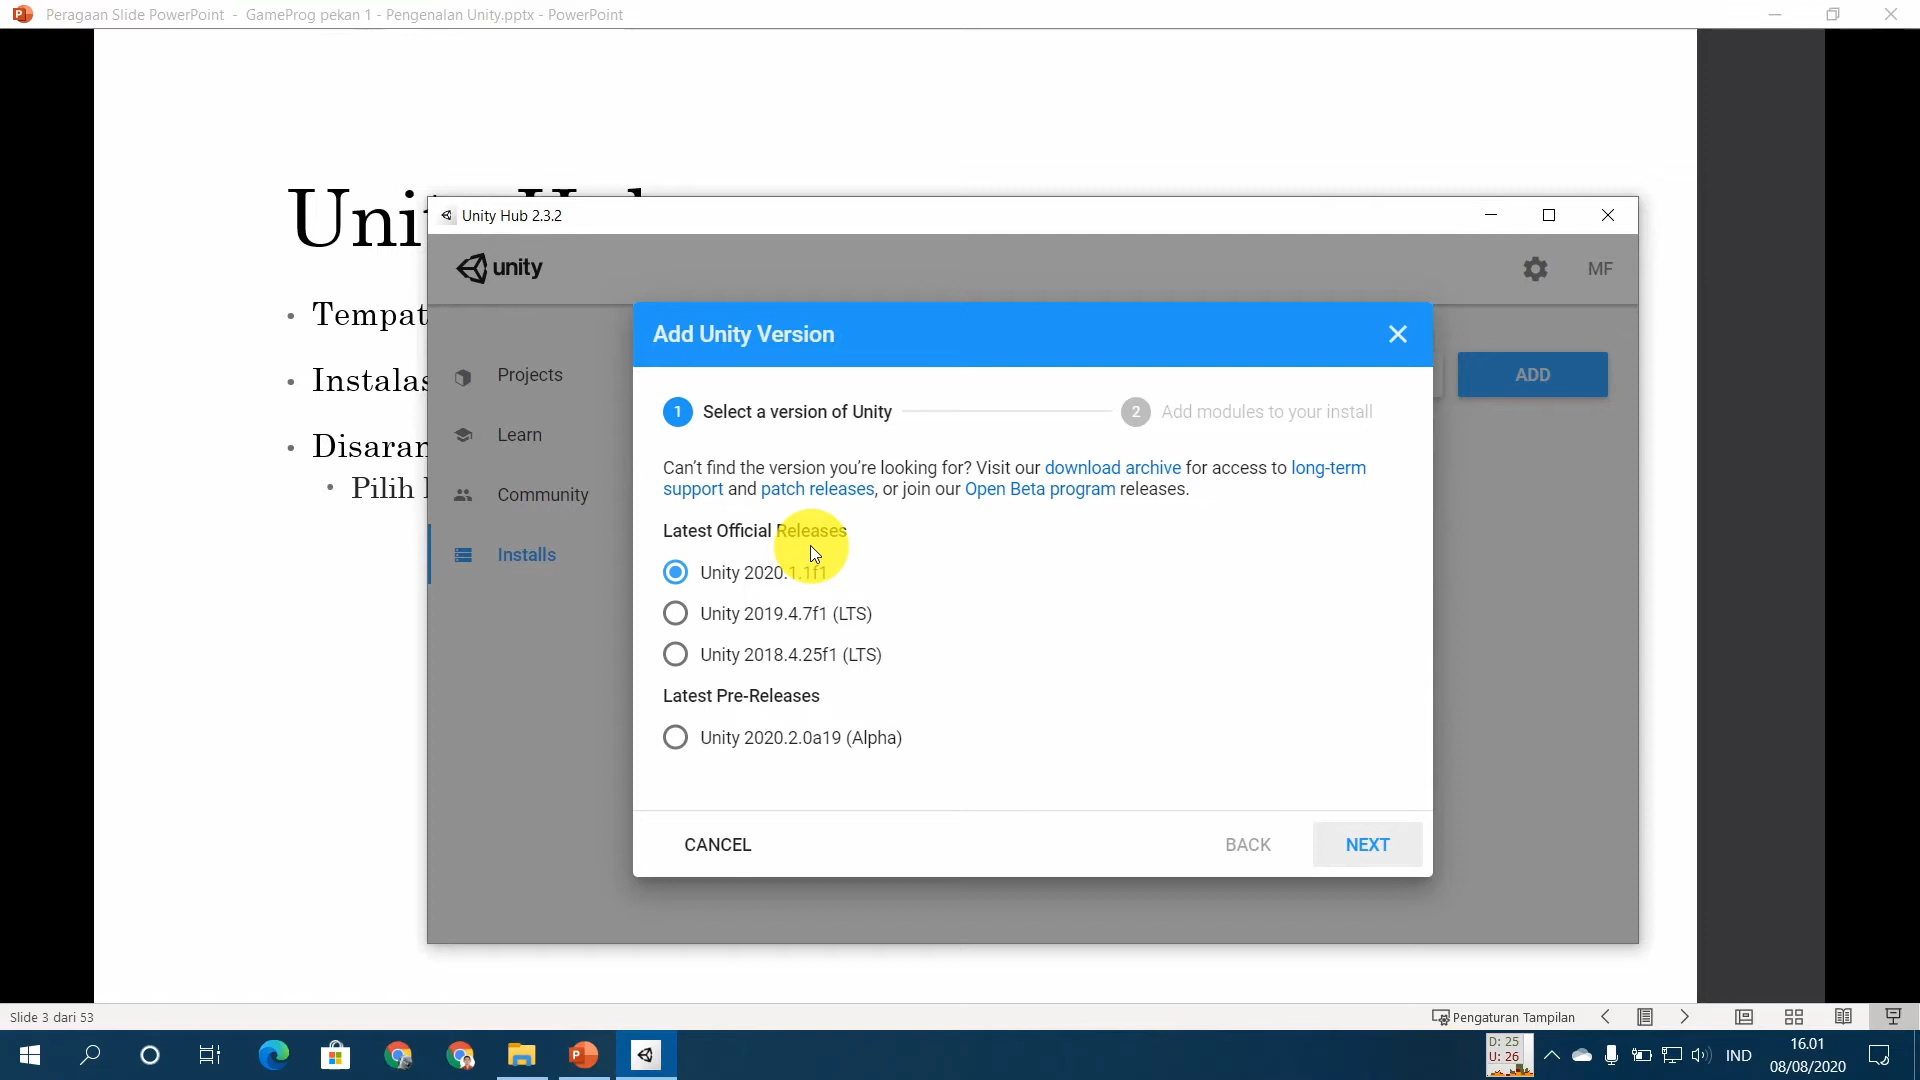 Peragaan Slide PowerPoint - GameProg pekan 1 - Pengenalan Unity.pptx - PowerPoint
Unity Hub 2.3.2
unity
MF
Tempat
Instalas
Disaran
Pilih
Projects
Learn
Community
Installs
ADD
Add Unity Version
1 Select a version of Unity
2 Add modules to your install
Can't find the version you're looking for? Visit our download archive for access to long-term
support and patch releases, or join our Open Beta program releases.
Latest Official Releases
Unity 2020.1.1f1
Unity 2019.4.7f1 (LTS)
Unity 2018.4.25f1 (LTS)
Latest Pre-Releases
Unity 2020.2.0a19 (Alpha)
CANCEL
BACK
NEXT
Slide 3 dari 53
Pengaturan Tampilan
D: 25
U: 26
IND
16.01
08/08/2020